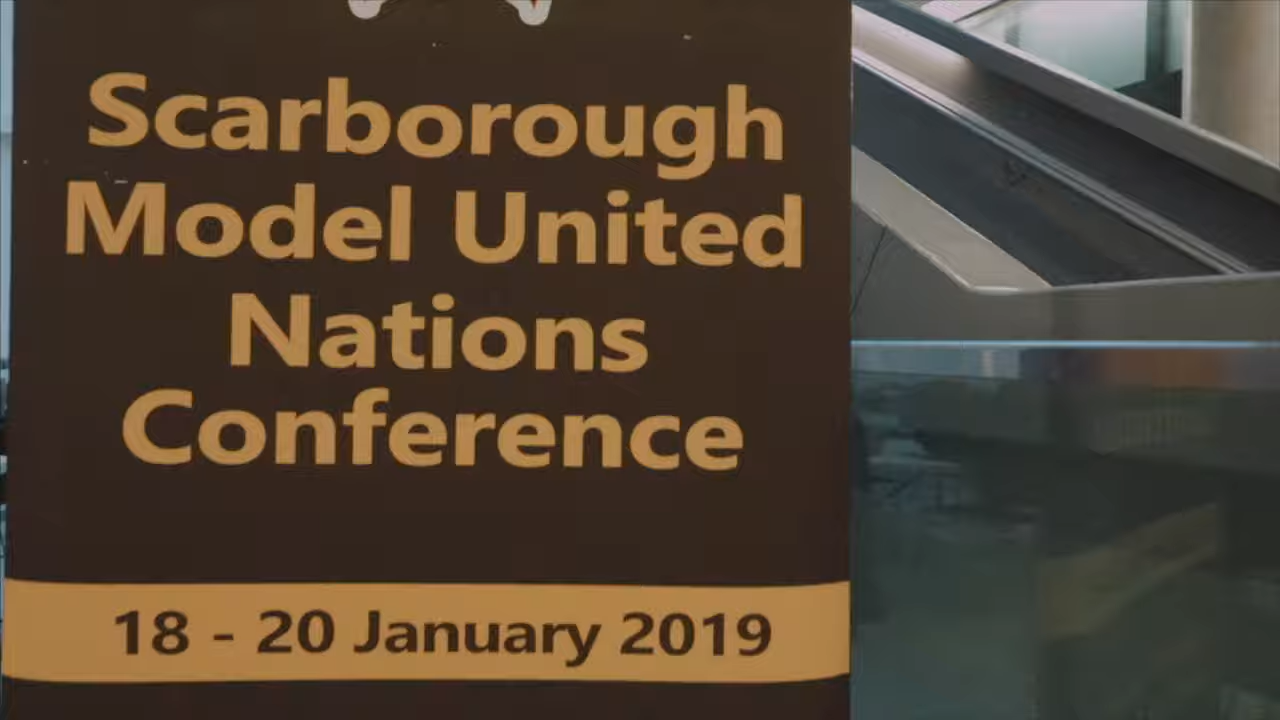 Scarborough
Model United
Nations
Conference
18 - 20 January 2019